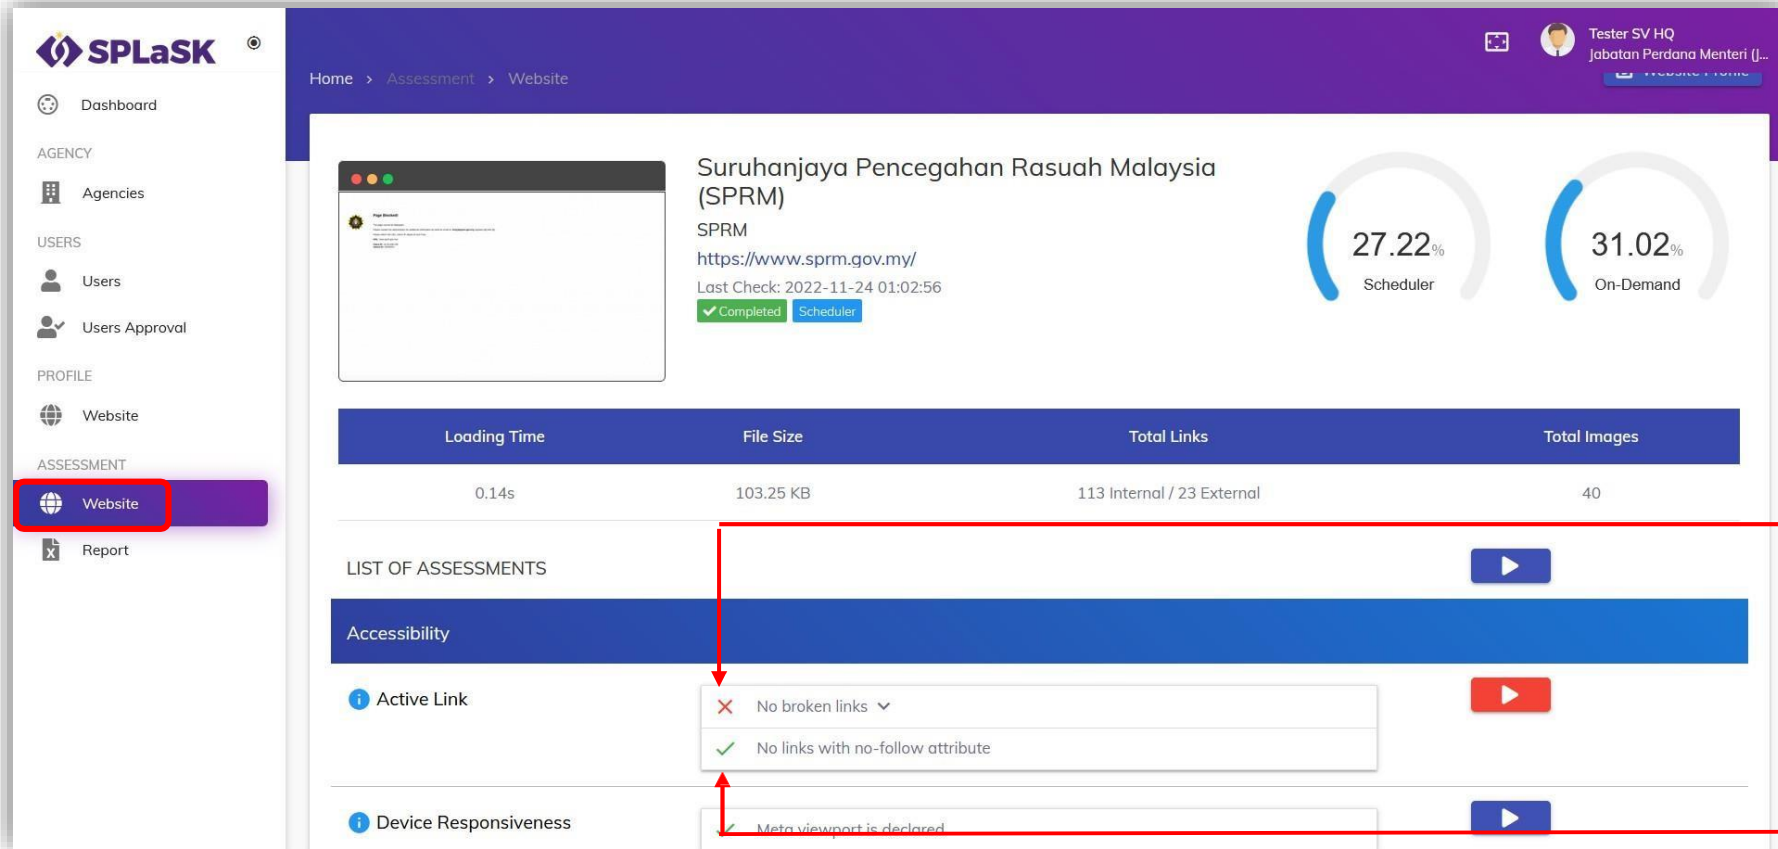 SPLaSK
Tester SV HQ
Jabatan Perdana Menteri (J...
Website Profile
Home > Assessment > Website
Dashboard
AGENCY
Agencies
USERS
Users
Users Approval
PROFILE
Website
ASSESSMENT
Website
Report
Page Blocked!
Suruhanjaya Pencegahan Rasuah Malaysia
(SPRM)
SPRM
https://www.sprm.gov.my/
Last Check: 2022-11-24 01:02:56
Completed Scheduler
27.22%
Scheduler
31.02%
On-Demand
Loading Time File Size Total Links Total Images
0.14s 103.25 KB 113 Internal / 23 External 40
LIST OF ASSESSMENTS
Accessibility
Active Link
No broken links
No links with no-follow attribute
Device Responsiveness
Meta viewport is declared